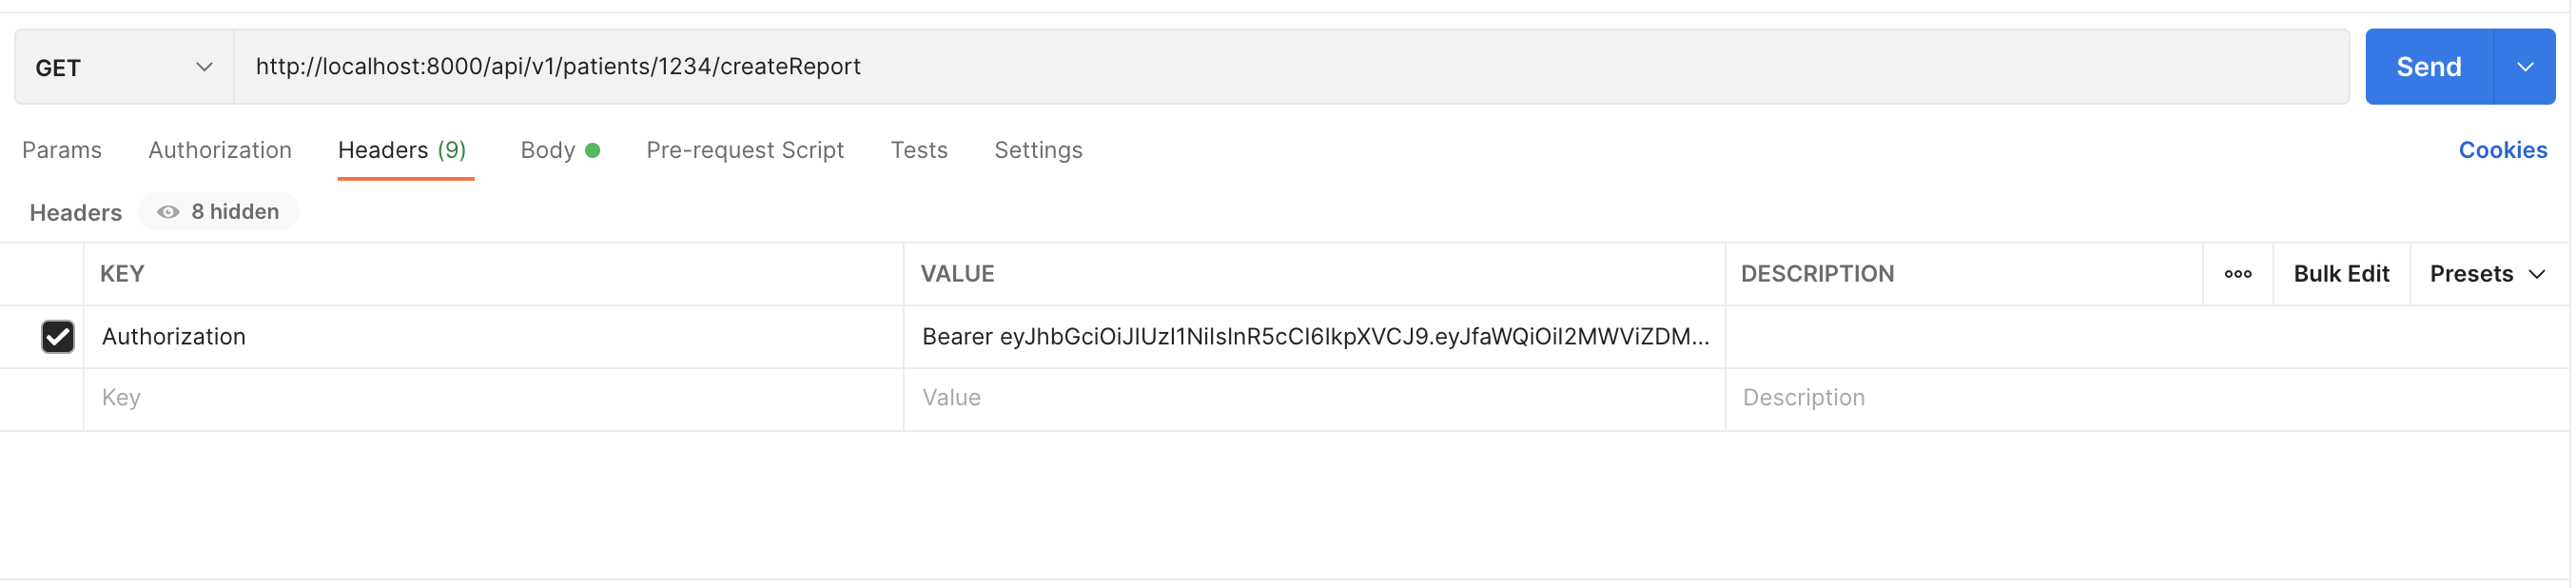 GET http://localhost:8000/api/v1/patients/1234/createReport Send
Params Authorization Headers (9) Body Pre-request Script Tests Settings Cookies
Headers 8 hidden
KEY VALUE DESCRIPTION ooo Bulk Edit Presets
Authorization Bearer eyJhbGciOiJIUzI1NiIsInR5cCI6IkpXVCJ9.eyJfaWQiOiI2MWViZDM...
Key Value Description